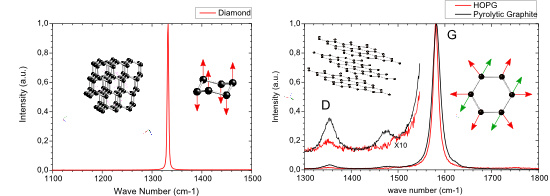 Diamond
1,0
0,8
0,6
0,4
0,2
0,0
Intensity (a.u.)
1100 1200 1300 1400 1500
Wave Number (cm-1)
HOPG
Pyrolytic Graphite
G
D
X10
1,0
0,8
0,6
0,4
0,2
0,0
Intensity (a.u.)
1300 1400 1500 1600 1700 1800
wave number (cm-1)